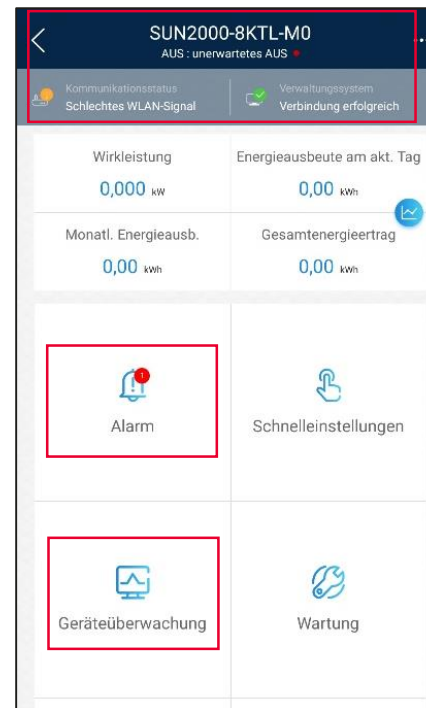 SUN2000-8KTL-M0
AUS : unerwartetes AUS
Kommunikationsstatus
Schlechtes WLAN-Signal
Verwaltungssystem
Verbindung erfolgreich
Wirkleistung
0,000 kW
Energieausbeute am akt. Tag
0,00 kWh
Monatl. Energieausb.
0,00 kWh
Gesamtenergieertrag
0,00 kWh
1
Alarm
Schnelleinstellungen
Geräteüberwachung
Wartung